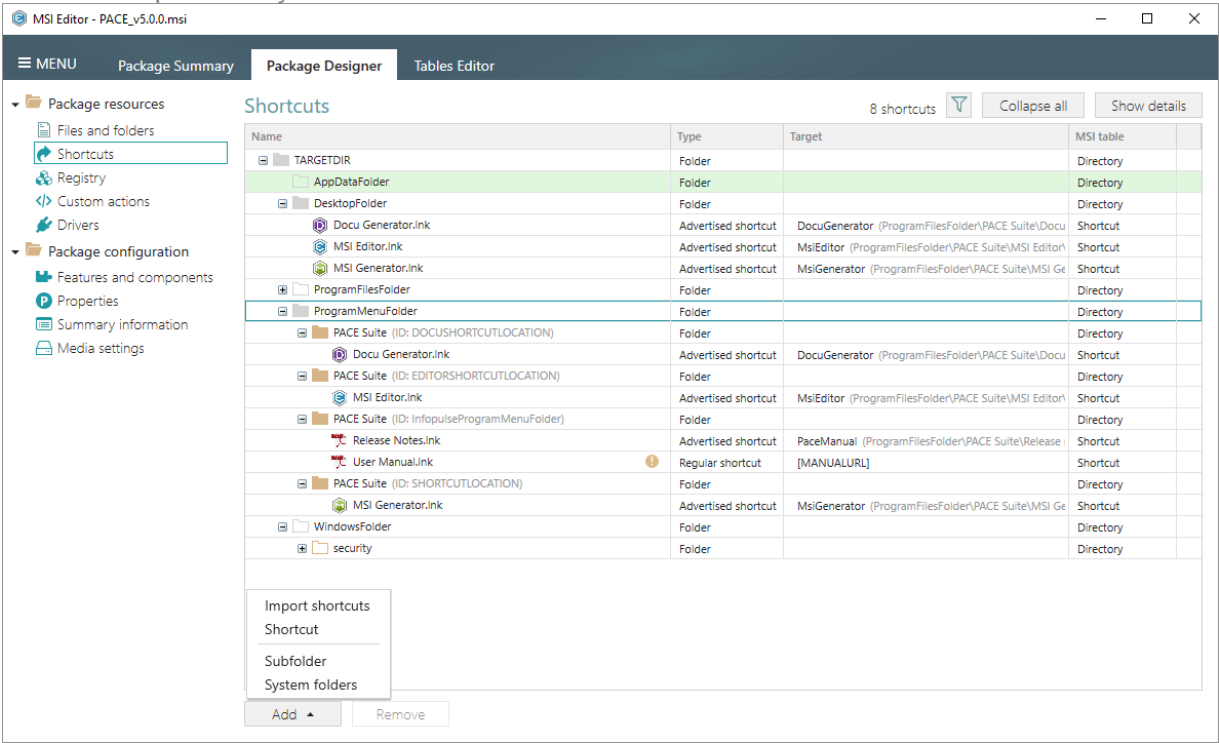 MSI Editor - PACE_v5.0.0.msi
MENU Package Summary Package Designer Tables Editor
Package resources
Files and folders
Shortcuts
Registry
Custom actions
Drivers
Package configuration
Features and components
Properties
Summary information
Media settings
Shortcuts 8 shortcuts Collapse all Show details
Name Type Target MSI table
TARGETDIR Folder Directory
AppDataFolder Folder Directory
DesktopFolder Folder Directory
Docu Generator.lnk Advertised shortcut DocuGenerator (ProgramFilesFolder\PACE Suite\Docu Shortcut
MSI Editor.lnk Advertised shortcut MsiEditor (ProgramFilesFolder\PACE Suite\MSI Editor\ Shortcut
MSI Generator.lnk Advertised shortcut MsiGenerator (ProgramFilesFolder\PACE Suite\MSI Ge Shortcut
ProgramFilesFolder Folder Directory
ProgramMenuFolder Folder Directory
PACE Suite (ID: DOCUSHORTCUTLOCATION) Folder Directory
Docu Generator.lnk Advertised shortcut DocuGenerator (ProgramFilesFolder\PACE Suite\Docu Shortcut
PACE Suite (ID: EDITORSHORTCUTLOCATION) Folder Directory
MSI Editor.lnk Advertised shortcut MsiEditor (ProgramFilesFolder\PACE Suite\MSI Editor\ Shortcut
PACE Suite (ID: InfopulseProgramMenuFolder) Folder Directory
Release Notes.lnk Advertised shortcut PaceManual (ProgramFilesFolder\PACE Suite\Release Shortcut
User Manual.lnk Regular shortcut [MANUALURL] Shortcut
PACE Suite (ID: SHORTCUTLOCATION) Folder Directory
MSI Generator.lnk Advertised shortcut MsiGenerator (ProgramFilesFolder\PACE Suite\MSI Ge Shortcut
WindowsFolder Folder Directory
security Folder Directory
Import shortcuts
Shortcut
Subfolder
System folders
Add Remove